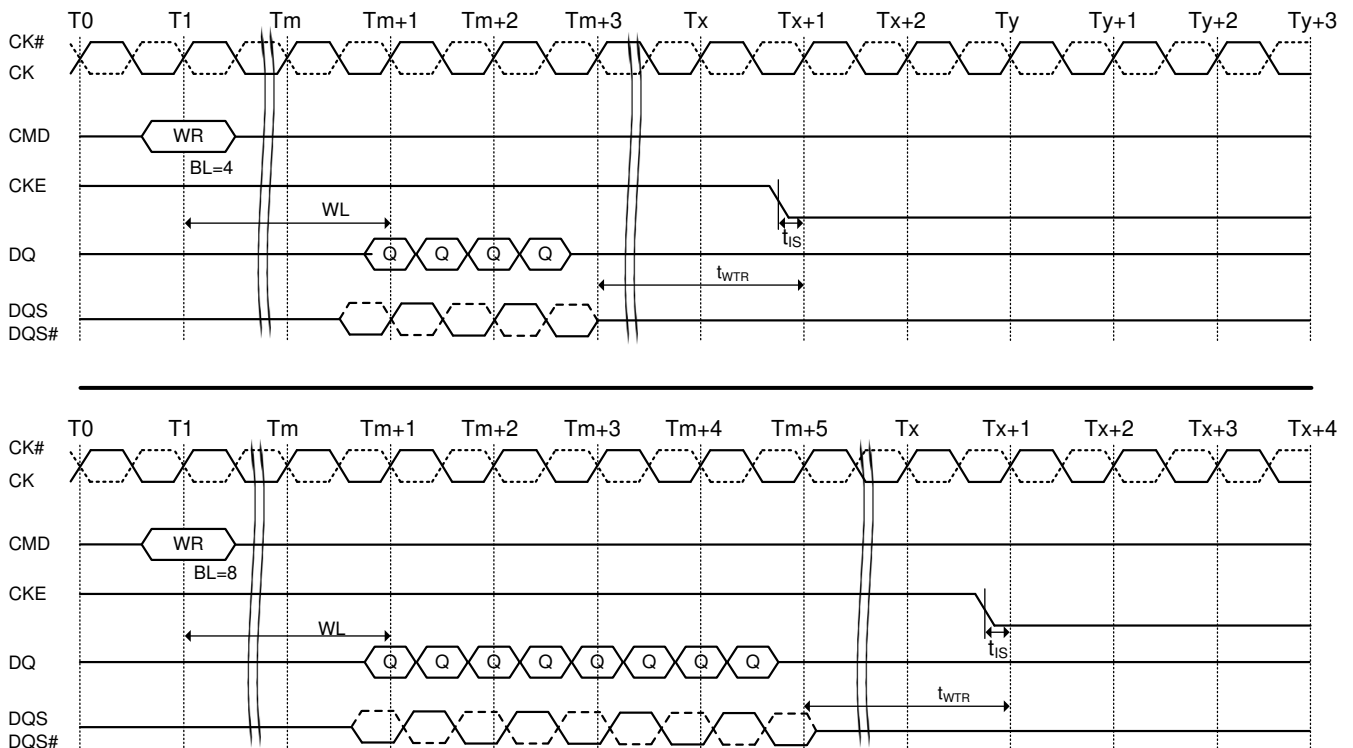 T0 T1 Tm Tm+1 Tm+2 Tm+3 Tx Tx+1 Tx+2 Ty Ty+1 Ty+2 Ty+3
CK#
CK
CMD WR
BL=4
CKE
WL
tIS
DQ Q Q Q Q
tWTR
DQS
DQS#
T0 T1 Tm Tm+1 Tm+2 Tm+3 Tm+4 Tm+5 Tx Tx+1 Tx+2 Tx+3 Tx+4
CK#
CK
CMD WR
BL=8
CKE
WL
tIS
DQ Q Q Q Q Q Q Q Q
tWTR
DQS
DQS#